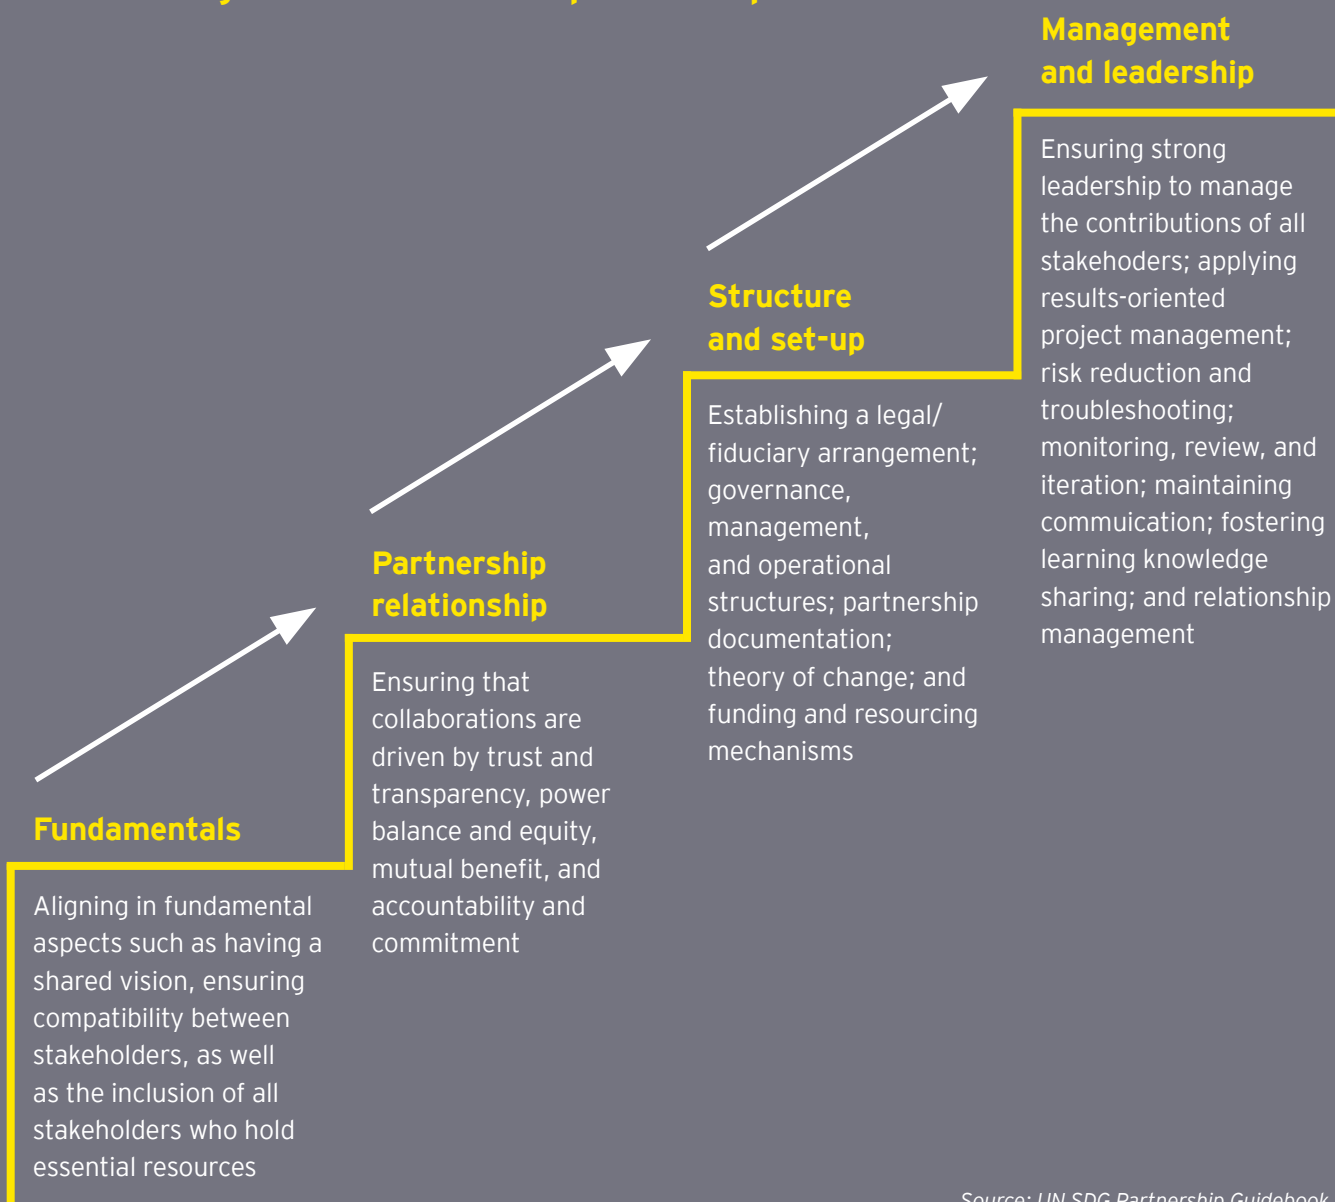 Management
and leadership
Ensuring strong
leadership to manage
the contributions of all
stakehoders; applying
results-oriented
project management;
risk reduction and
troubleshooting;
monitoring, review, and
iteration; maintaining
commuication; fostering
learning knowledge
sharing; and relationship
management
Structure
and set-up
Establishing a legal/
fiduciary arrangement;
governance,
management,
and operational
structures; partnership
documentation;
theory of change; and
funding and resourcing
mechanisms
Partnership
relationship
Ensuring that
collaborations are
driven by trust and
transparency, power
balance and equity,
mutual benefit, and
accountability and
commitment
Fundamentals
Aligning in fundamental
aspects such as having a
shared vision, ensuring
compatibility between
stakeholders, as well
as the inclusion of all
stakeholders who hold
essential resources
Source: UN SDG Partnership Guidebook